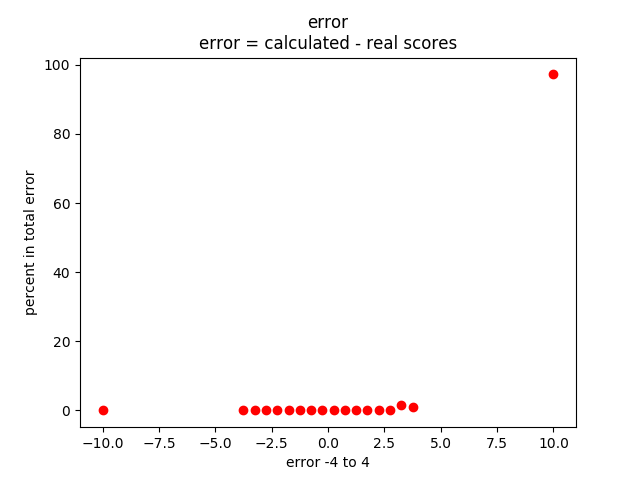 error
error = calculated - real scores
percent in total error
100
80
60
40
20
0
−10.0 −7.5 −5.0 −2.5 0.0 2.5 5.0 7.5 10.0
error -4 to 4